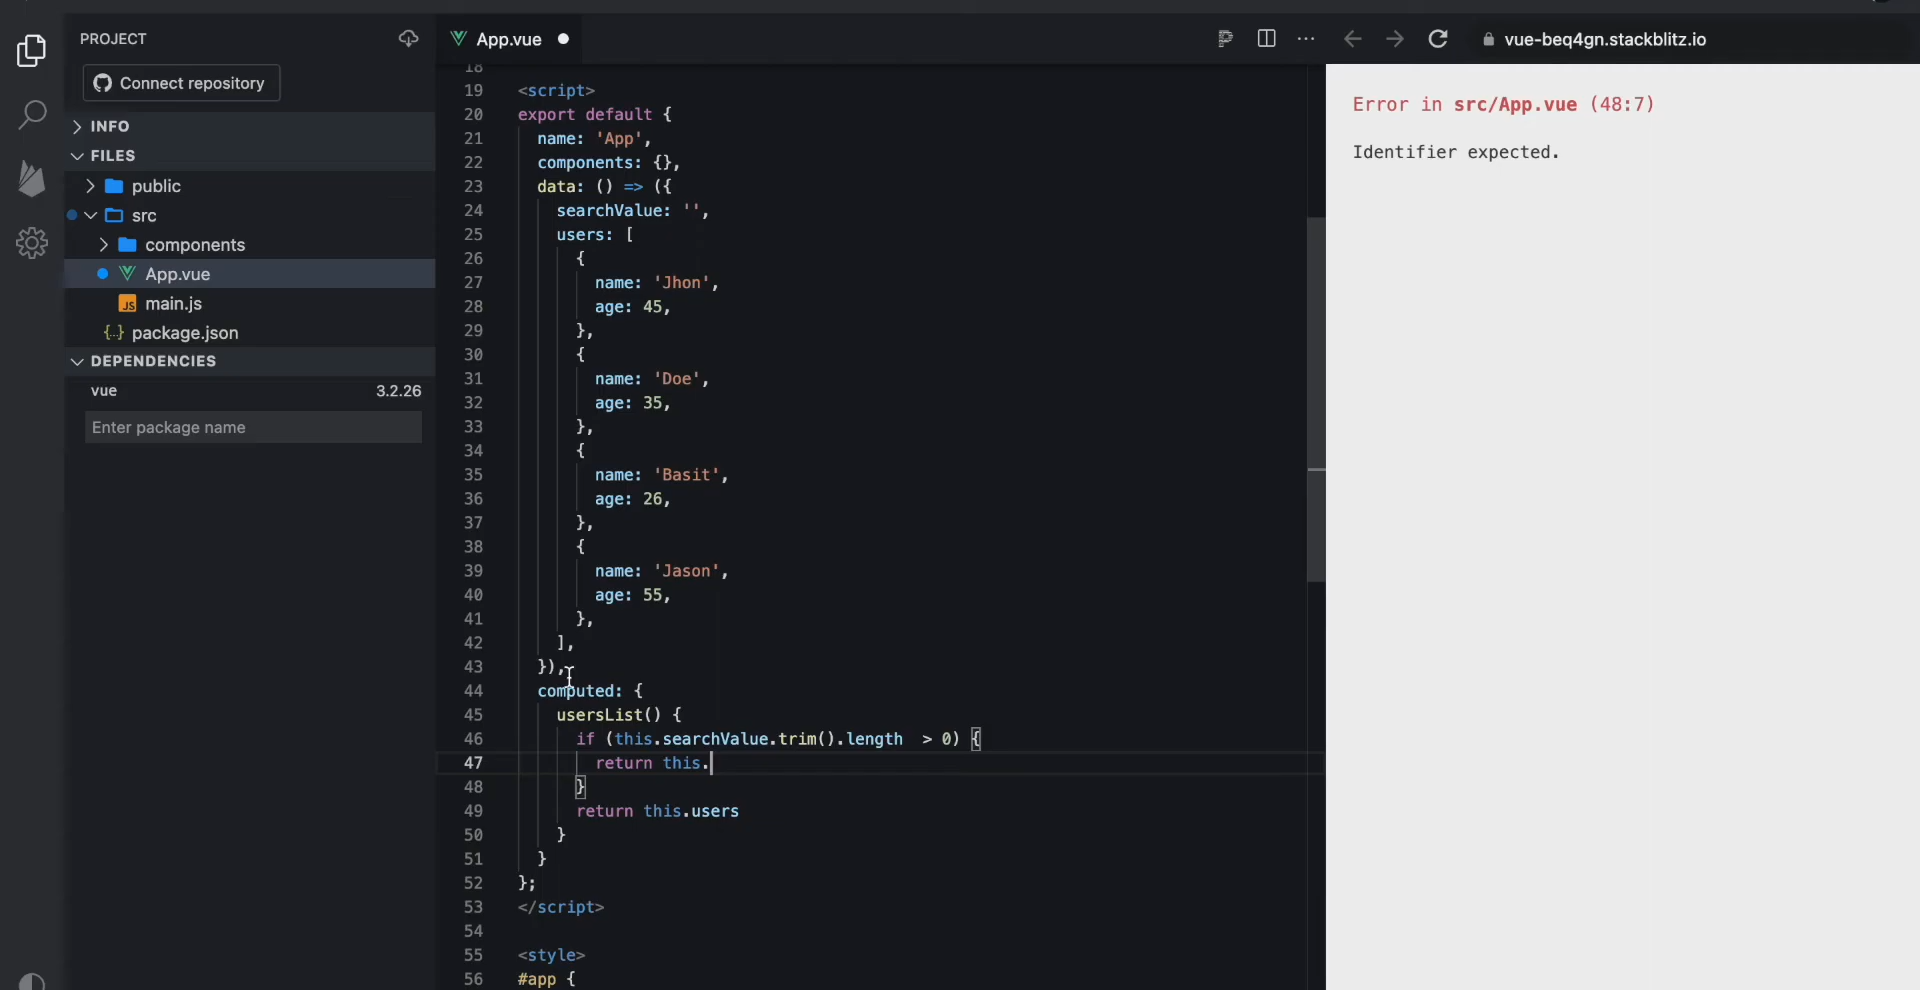 PROJECT
Connect repository
INFO
FILES
public
src
components
App.vue
JS main.js
{..} package.json
DEPENDENCIES
vue 3.2.26
Enter package name
App.vue
18
19 <script>
20 export default {
21 name: 'App',
22 components: {},
23 data: () => ({
24 searchValue: '',
25 users: [
26 {
27 name: 'Jhon',
28 age: 45,
29 },
30 {
31 name: 'Doe',
32 age: 35,
33 },
34 {
35 name: 'Basit',
36 age: 26,
37 },
38 {
39 name: 'Jason',
40 age: 55,
41 },
42 ],
43 }),
44 computed: {
45 usersList() {
46 if (this.searchValue.trim().length  > 0) {
47 return this.
48 }
49 return this.users
50 }
51 }
52 };
53 </script>
54
55 <style>
56 #app {
vue-beq4gn.stackblitz.io
Error in src/App.vue (48:7)
Identifier expected.